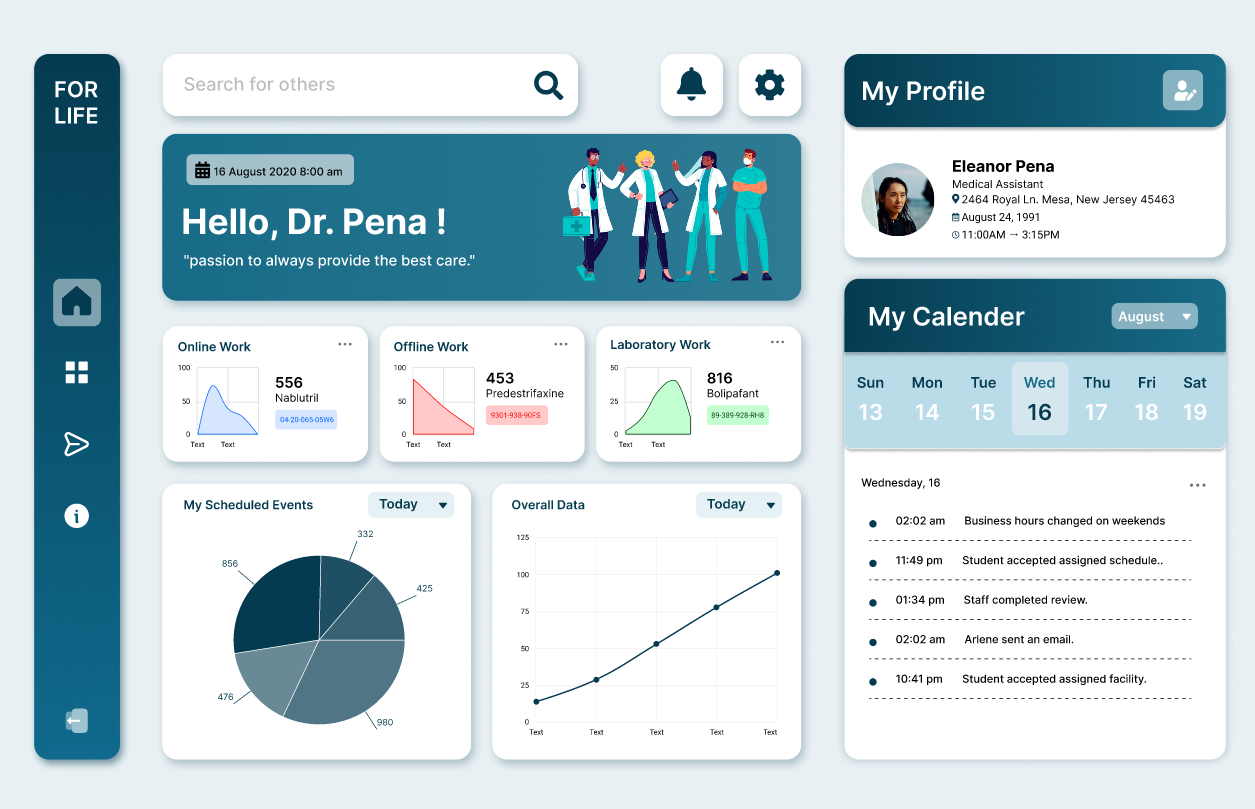 FOR
LIFE
Search for others
16 August 2020 8:00 am
Hello, Dr. Pena !
"passion to always provide the best care."
Online Work
100
50
0
Text Text
556
Nablutril
04-20-065-05W6
Offline Work
100
50
0
Text Text
453
Predestrifaxine
9301-938-90FS
Laboratory Work
50
25
0
Text Text
816
Bolipafant
89-389-928-RH8
My Scheduled Events
Today
332
856
425
476
980
Overall Data
Today
125
100
75
50
25
0
Text Text Text Text Text
My Profile
Eleanor Pena
Medical Assistant
2464 Royal Ln. Mesa, New Jersey 45463
August 24, 1991
11:00AM → 3:15PM
My Calender
August
Sun Mon Tue Wed Thu Fri Sat
13 14 15 16 17 18 19
Wednesday, 16
02:02 am Business hours changed on weekends
11:49 pm Student accepted assigned schedule..
01:34 pm Staff completed review.
02:02 am Arlene sent an email.
10:41 pm Student accepted assigned facility.